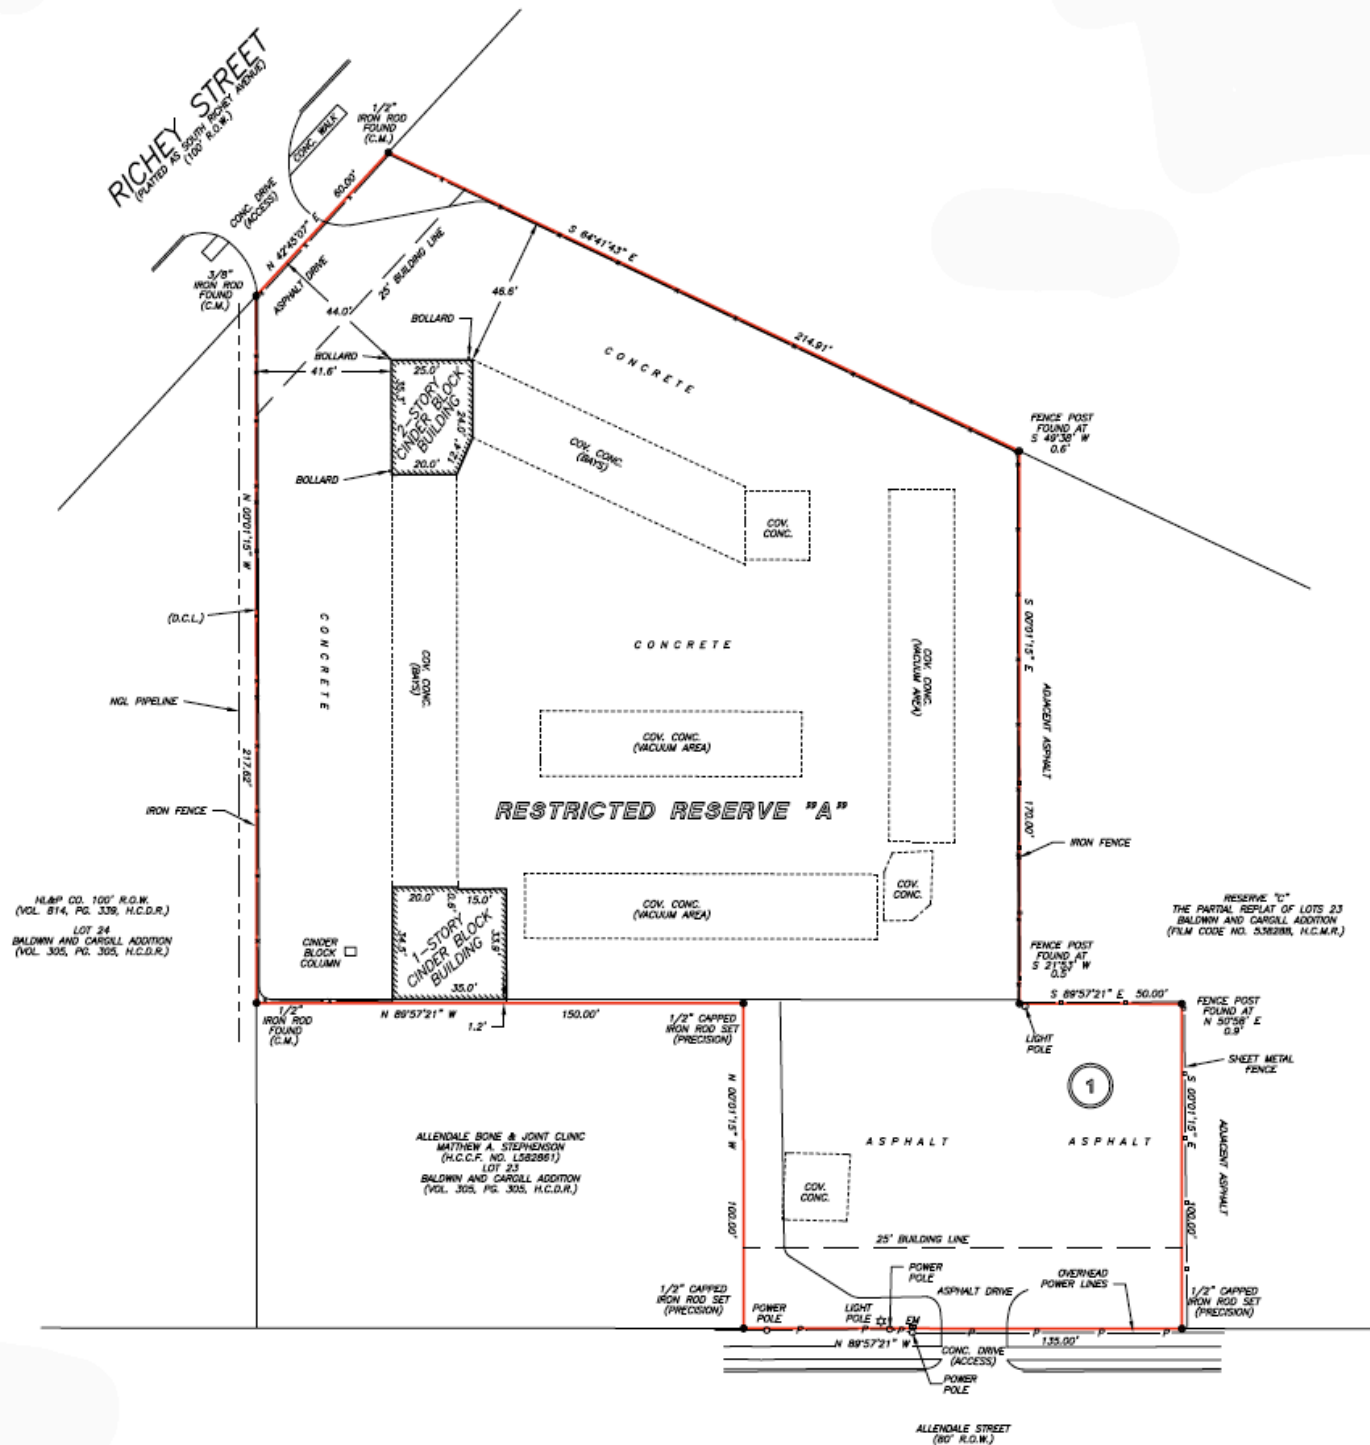 RICHEY STREET
(PLATTED AS SOUTH RICHEY AVENUE)
(100' R.O.W.)
CONC. WALK
1/2"
IRON ROD
FOUND
(C.M.)
CONC. DRIVE
(ACCESS)
N 42°45'07" E
60.00'
3/8"
IRON ROD
FOUND
(C.M.)
ASPHALT DRIVE
25' BUILDING LINE
S 64°41'43" E
214.91'
44.0'
46.6'
BOLLARD
BOLLARD
41.6'
25.0'
35.1'
2-STORY
CINDER BLOCK
BUILDING
24.0'
12.4'
20.0'
BOLLARD
CONCRETE
COV. CONC.
(BAYS)
COV.
CONC.
FENCE POST
FOUND AT
S 49°38' W
0.6'
N 00°01'15" W
217.62'
(D.C.L.)
NGL PIPELINE
IRON FENCE
CONCRETE
COV. CONC.
(BAYS)
CONCRETE
COV. CONC.
(VACUUM AREA)
COV. CONC.
(VACUUM AREA)
S 00°01'15" E
170.00'
ADJACENT ASPHALT
IRON FENCE
RESTRICTED RESERVE "A"
HL&P CO. 100' R.O.W.
(VOL. 814, PG. 339, H.C.D.R.)
LOT 24
BALDWIN AND CARGILL ADDITION
(VOL. 305, PG. 305, H.C.D.R.)
CINDER
BLOCK
COLUMN
20.0'
0.6'
15.0'
1-STORY
CINDER BLOCK
BUILDING
33.9'
35.0'
COV. CONC.
(VACUUM AREA)
COV.
CONC.
RESERVE "C"
THE PARTIAL REPLAT OF LOTS 23
BALDWIN AND CARGILL ADDITION
(FILM CODE NO. 538288, H.C.M.R.)
FENCE POST
FOUND AT
S 21°53' W
0.5'
S 89°57'21" E 50.00'
FENCE POST
FOUND AT
N 50°58' E
0.9'
1/2"
IRON ROD
FOUND
(C.M.)
N 89°57'21" W
1.2'
150.00'
1/2" CAPPED
IRON ROD SET
(PRECISION)
LIGHT
POLE
SHEET METAL
FENCE
1
N 00°01'15" W
100.00'
S 00°01'15" E
100.00'
ADJACENT ASPHALT
ALLENDALE BONE & JOINT CLINIC
MATTHEW A. STEPHENSON
(H.C.C.F. NO. L582861)
LOT 23
BALDWIN AND CARGILL ADDITION
(VOL. 305, PG. 305, H.C.D.R.)
ASPHALT
ASPHALT
COV.
CONC.
25' BUILDING LINE
POWER
POLE
ASPHALT DRIVE
OVERHEAD
POWER LINES
1/2" CAPPED
IRON ROD SET
(PRECISION)
1/2" CAPPED
IRON ROD SET
(PRECISION)
POWER
POLE
LIGHT
POLE
EM
P P P P P P
N 89°57'21" W
135.00'
CONC. DRIVE
(ACCESS)
POWER
POLE
ALLENDALE STREET
(80' R.O.W.)